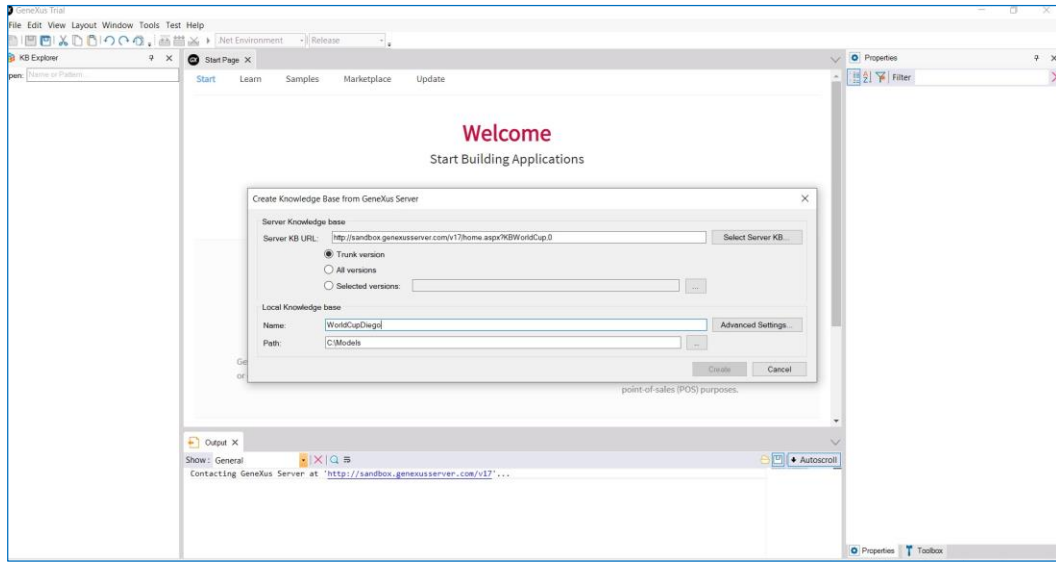 GeneXus Trial
File Edit View Layout Window Tools Test Help
.Net Environment Release
KB Explorer
Open: Name or Pattern...
Start Page
Start Learn Samples Marketplace Update
Welcome
Start Building Applications
Create Knowledge Base from GeneXus Server
Server Knowledge base
Server KB URL: http://sandbox.genexusserver.com/v17/home.aspx?KBWorldCup,0 Select Server KB...
Trunk version
All versions
Selected versions: ...
Local Knowledge base
Name: WorldCupDiego Advanced Settings...
Path: C:\Models ...
Create Cancel
Ge
or
point-of-sales (POS) purposes.
Output
Show: General Autoscroll
Contacting GeneXus Server at 'http://sandbox.genexusserver.com/v17'...
Properties
Filter
Properties Toolbox